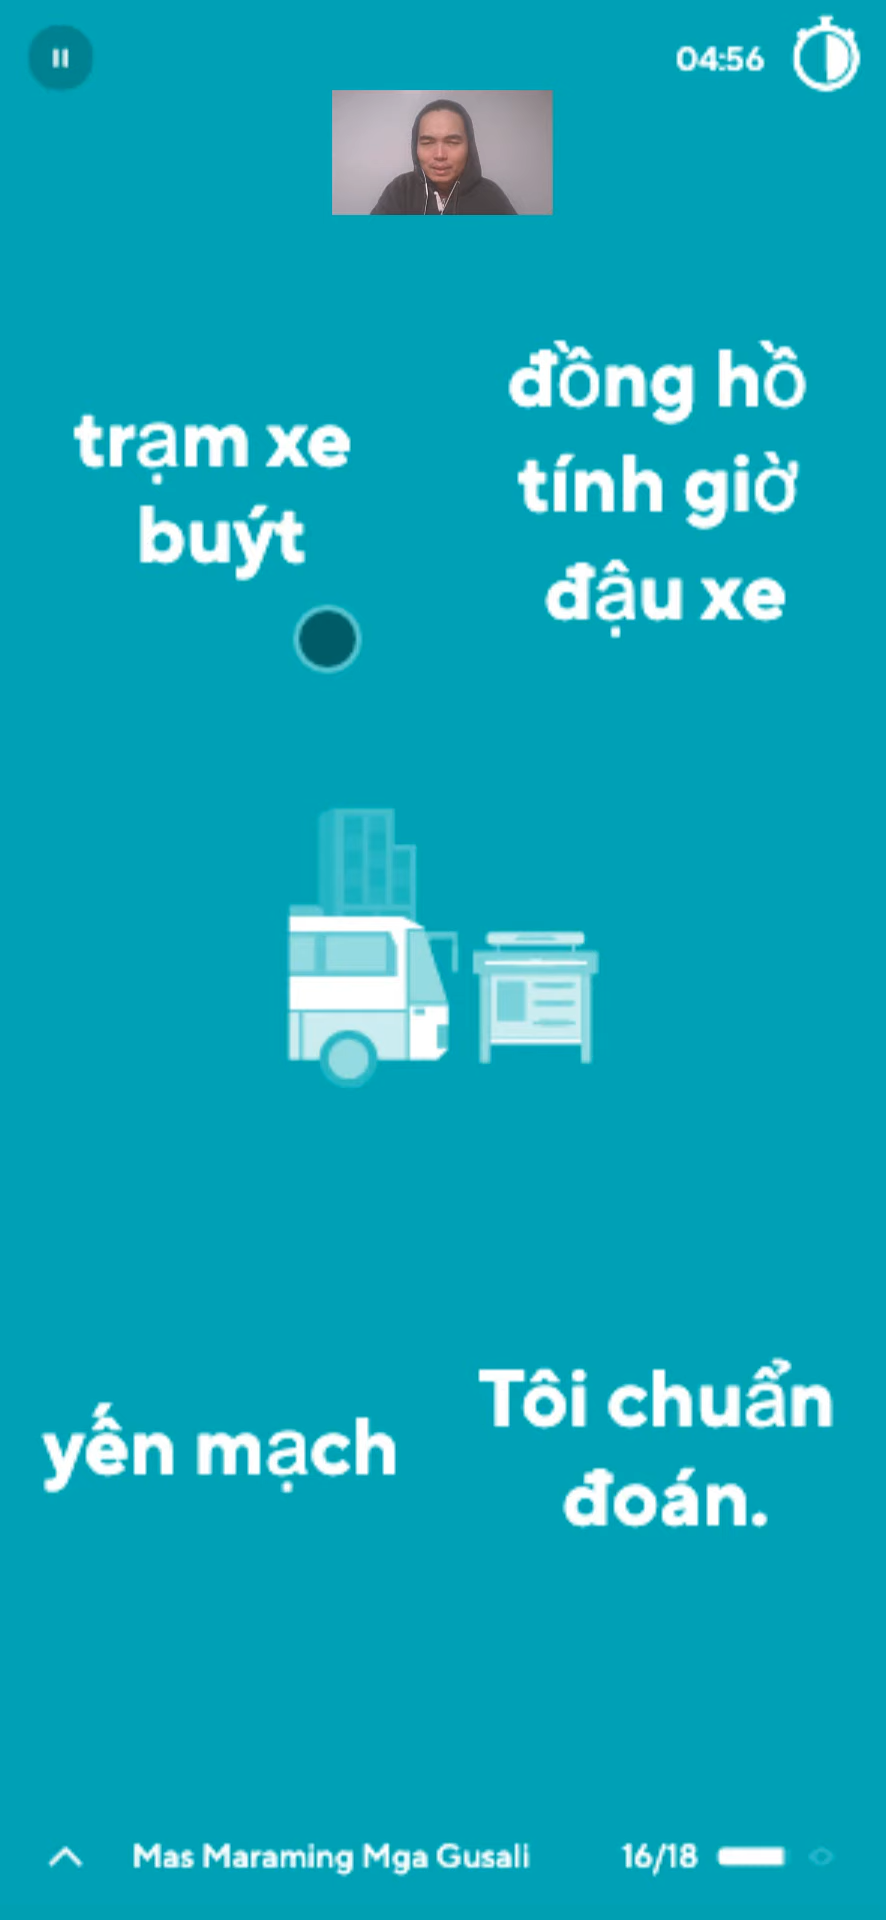 04:56
trạm xe
buýt
đồng hồ
tính giờ
đậu xe
yến mạch
Tôi chuẩn
đoán.
Mas Maraming Mga Gusali 16/18